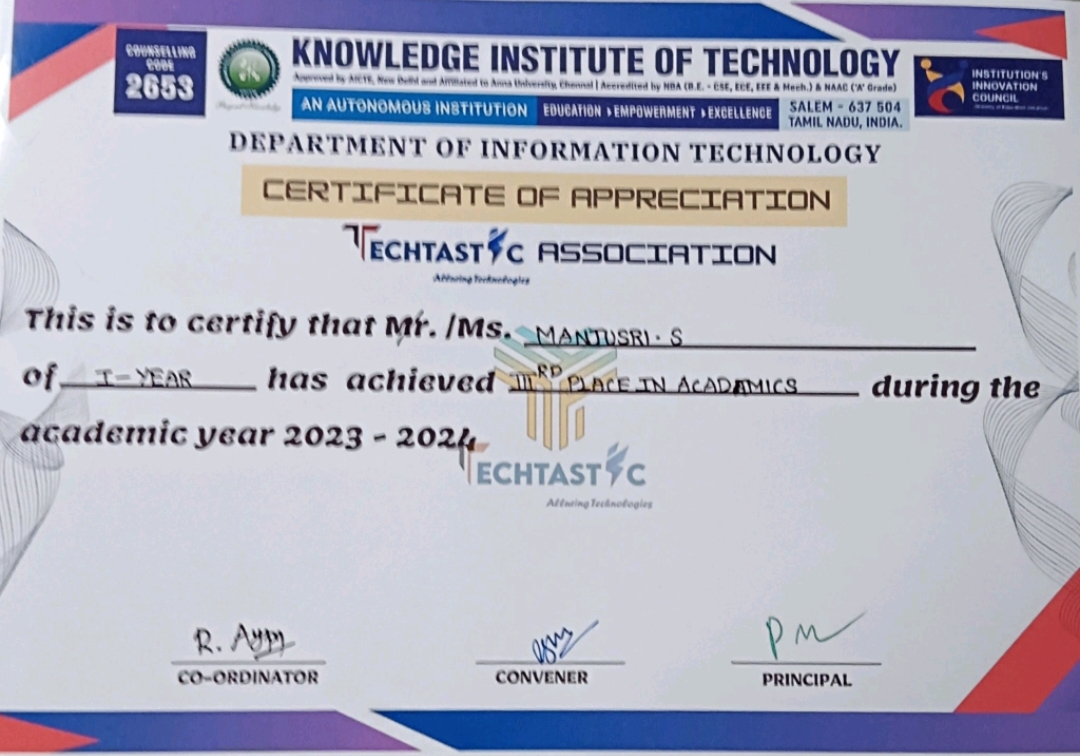 COUNSELLING
CODE
2653
KNOWLEDGE INSTITUTE OF TECHNOLOGY
Approved by AICTE, New Delhi and Affiliated to Anna University, Chennai | Accredited by NBA (B.E. - CSE, ECE, EEE & Mech.) & NAAC ('A' Grade)
AN AUTONOMOUS INSTITUTION EDUCATION › EMPOWERMENT › EXCELLENCE
SALEM - 637 504
TAMIL NADU, INDIA.
INSTITUTION'S
INNOVATION
COUNCIL
DEPARTMENT OF INFORMATION TECHNOLOGY
CERTIFICATE OF APPRECIATION
TECHTASTIC ASSOCIATION
Alluring Technologies
This is to certify that Mr. /Ms. MANJUSRI. S
of I-YEAR has achieved III RD PLACE IN ACADAMICS during the
academic year 2023 - 2024
TECHTASTIC
Alluring Technologies
CO-ORDINATOR
CONVENER
PRINCIPAL